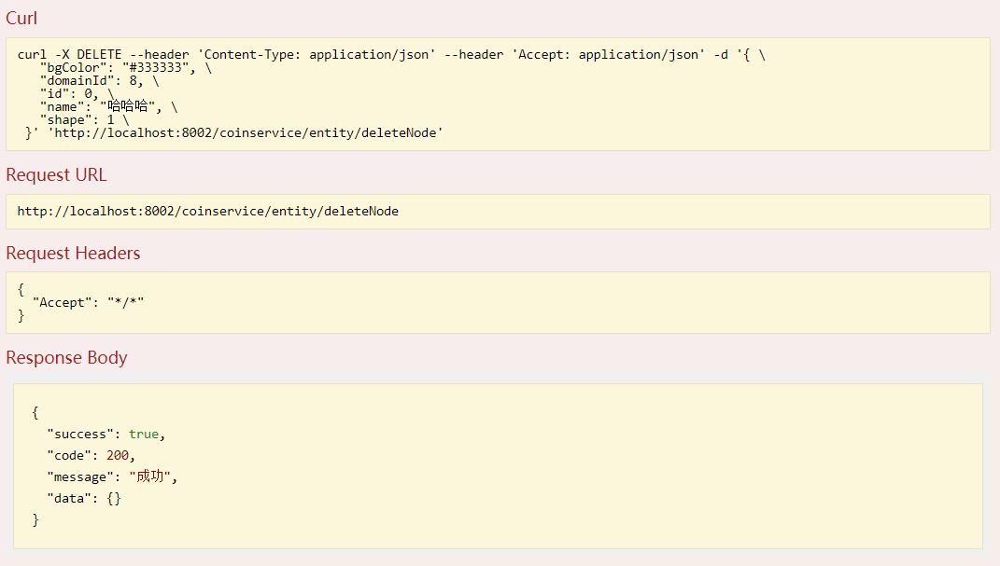 Curl
curl -X DELETE --header 'Content-Type: application/json' --header 'Accept: application/json' -d '{ \
"bgColor": "#333333", \
"domainId": 8, \
"id": 0, \
"name": "哈哈哈", \
"shape": 1 \
}' 'http://localhost:8002/coinservice/entity/deleteNode'
Request URL
http://localhost:8002/coinservice/entity/deleteNode
Request Headers
{
"Accept": "*/*"
}
Response Body
{
"success": true,
"code": 200,
"message": "成功",
"data": {}
}